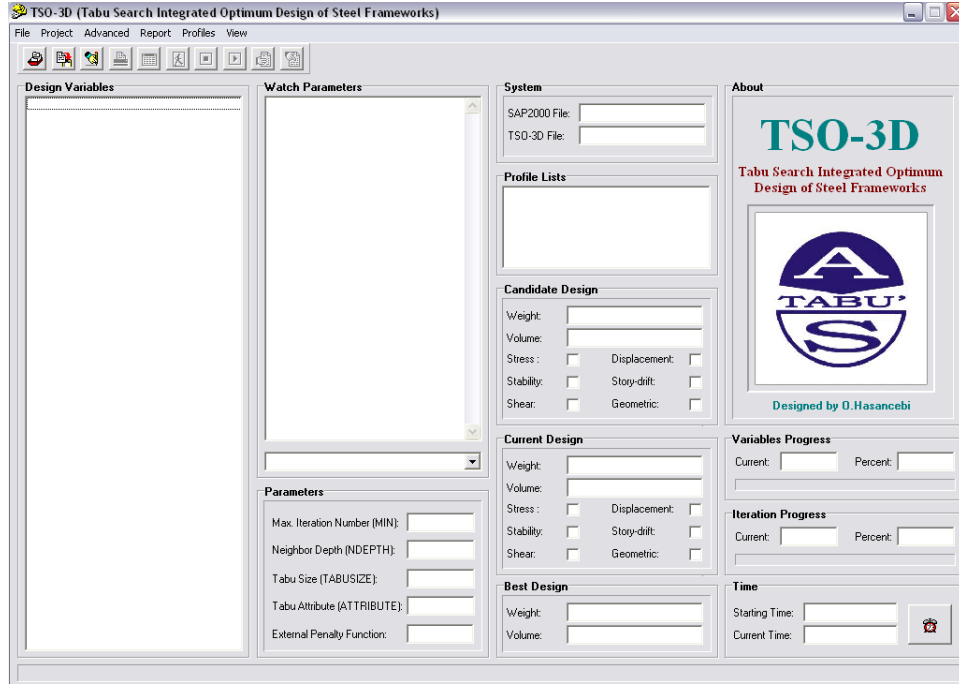 TSO-3D (Tabu Search Integrated Optimum Design of Steel Frameworks)
File Project Advanced Report Profiles View
Design Variables
Watch Parameters
Parameters
Max. Iteration Number (MIN):
Neighbor Depth (NDEPTH):
Tabu Size (TABUSIZE):
Tabu Attribute (ATTRIBUTE):
External Penalty Function:
System
SAP2000 File:
TSO-3D File:
Profile Lists
Candidate Design
Weight:
Volume:
Stress : Displacement:
Stability: Story-drift:
Shear: Geometric:
Current Design
Weight:
Volume:
Stress : Displacement:
Stability: Story-drift:
Shear: Geometric:
Best Design
Weight:
Volume:
About
TSO-3D
Tabu Search Integrated Optimum
Design of Steel Frameworks
A
TABU'
S
Designed by O.Hasancebi
Variables Progress
Current: Percent:
Iteration Progress
Current: Percent:
Time
Starting Time:
Current Time: